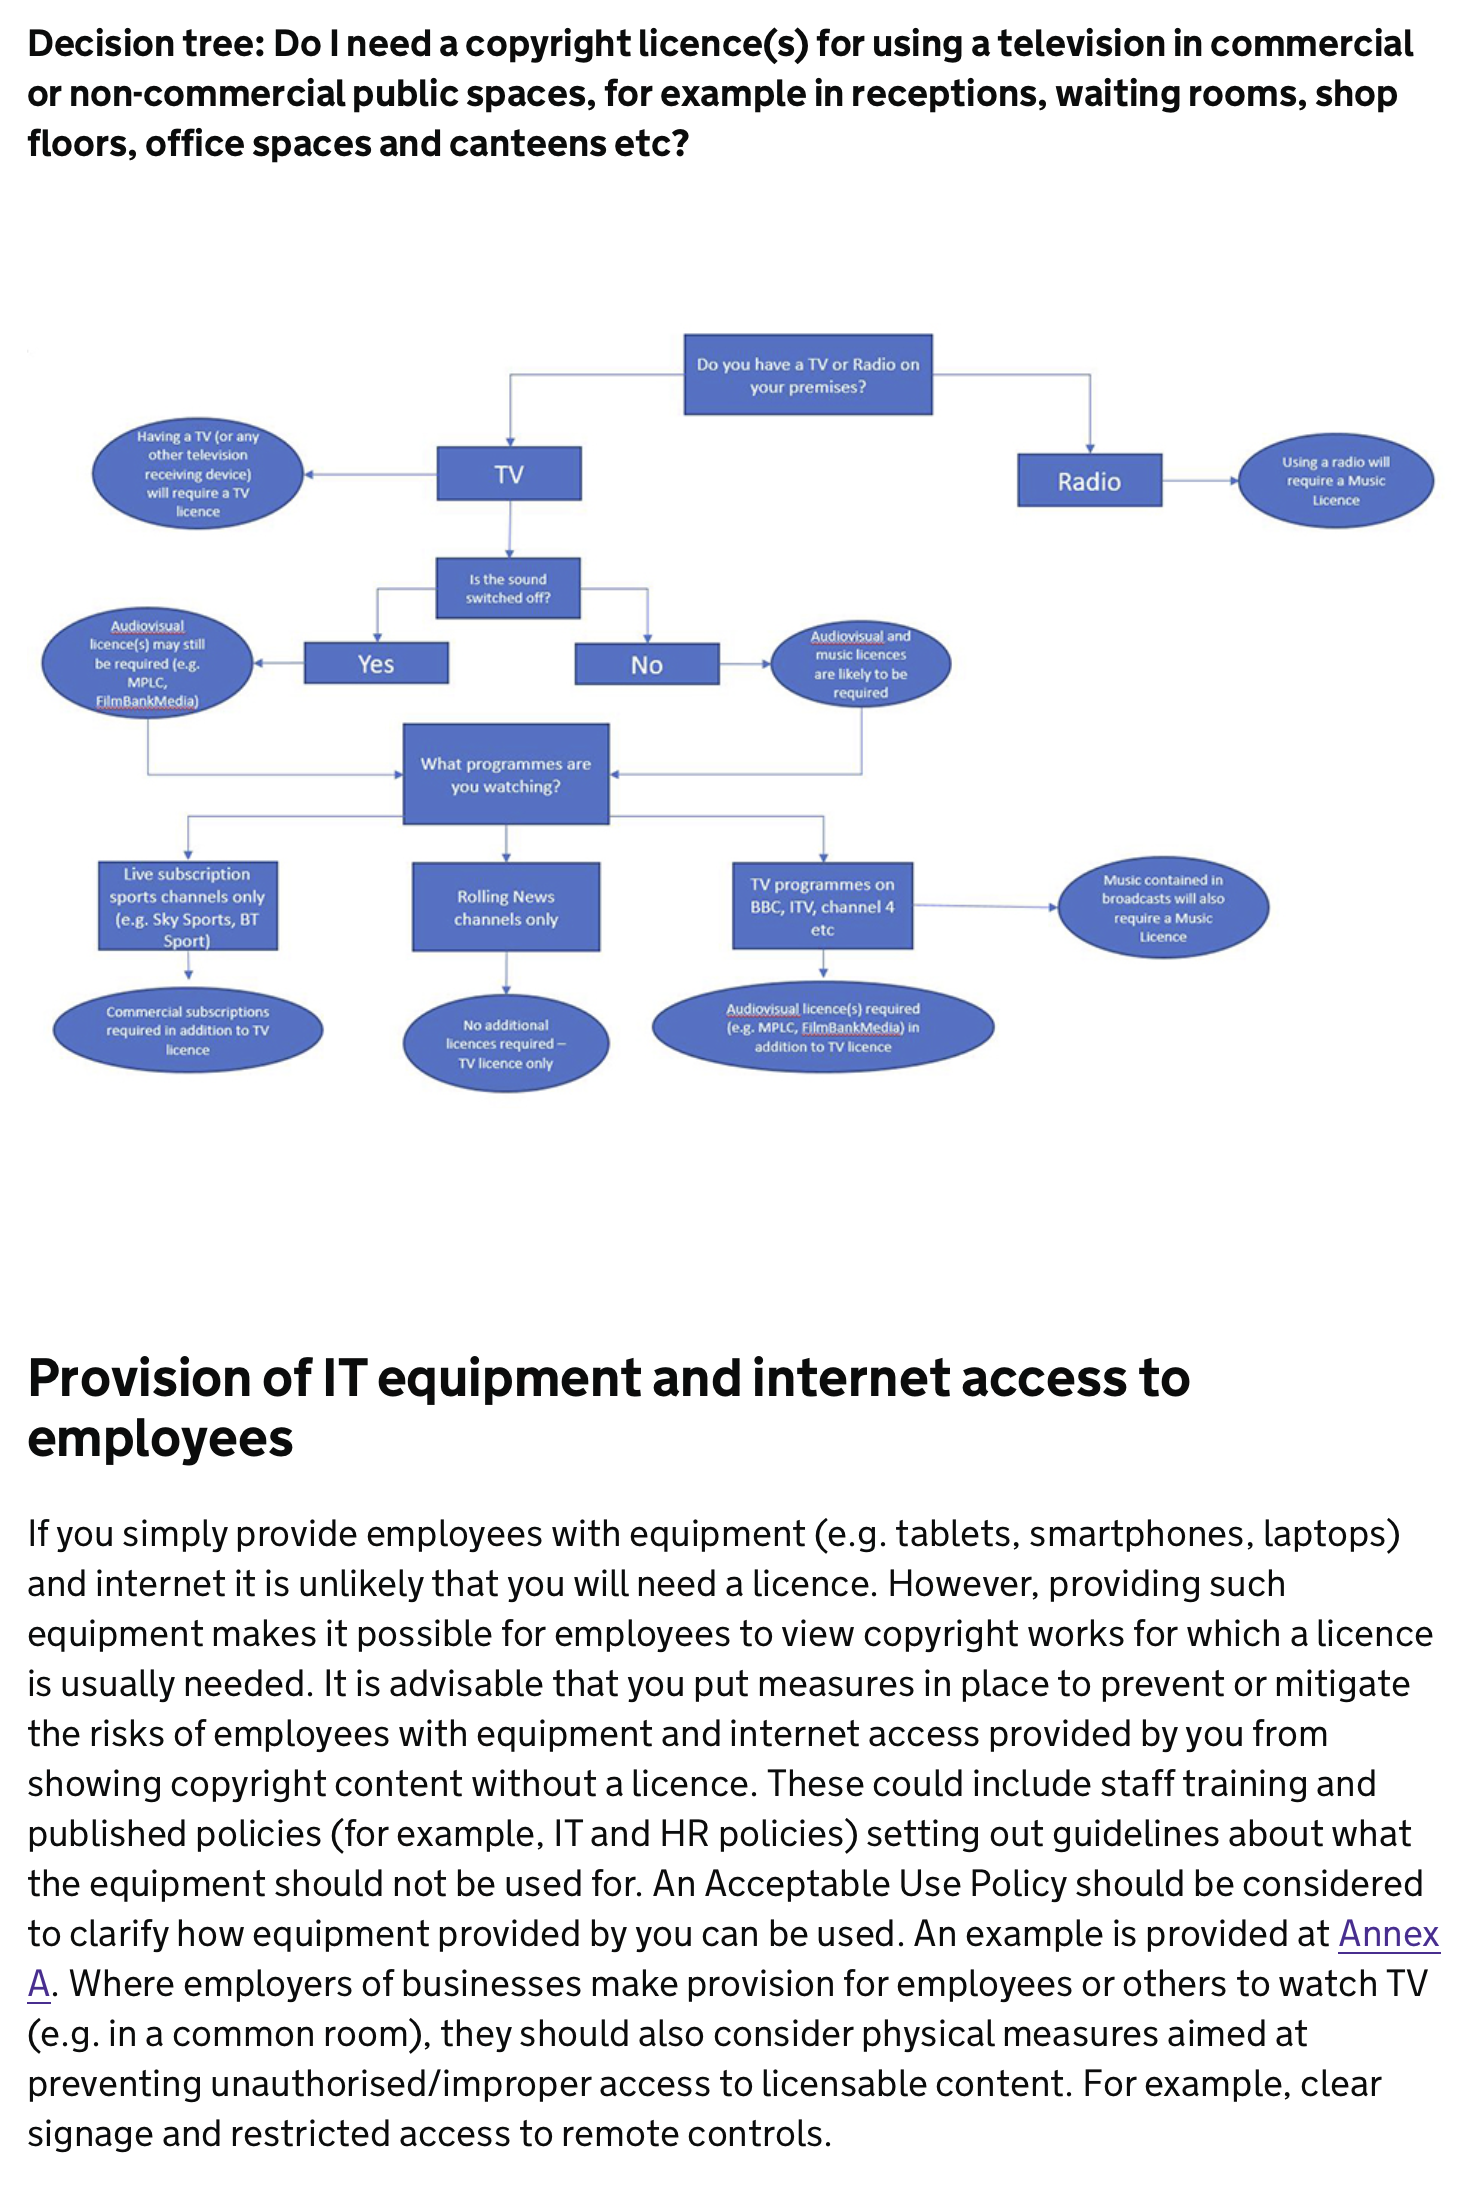 Decision tree: Do I need a copyright licence(s) for using a television in commercial
or non-commercial public spaces, for example in receptions, waiting rooms, shop
floors, office spaces and canteens etc?
Do you have a TV or Radio on
your premises?
Having a TV (or any
other television
receiving device)
will require a TV
licence
TV
Radio
Using a radio will
require a Music
Licence
Is the sound
switched off?
Audiovisual
licence(s) may still
be required (e.g.
MPLC,
FilmBankMedia)
Yes
No
Audiovisual and
music licences
are likely to be
required
What programmes are
you watching?
Live subscription
sports channels only
(e.g. Sky Sports, BT
Sport)
Rolling News
channels only
TV programmes on
BBC, ITV, channel 4
etc
Music contained in
broadcasts will also
require a Music
Licence
Commercial subscriptions
required in addition to TV
licence
No additional
licences required –
TV licence only
Audiovisual licence(s) required
(e.g. MPLC, FilmBankMedia) in
addition to TV licence
Provision of IT equipment and internet access to
employees
If you simply provide employees with equipment (e.g. tablets, smartphones, laptops)
and internet it is unlikely that you will need a licence. However, providing such
equipment makes it possible for employees to view copyright works for which a licence
is usually needed. It is advisable that you put measures in place to prevent or mitigate
the risks of employees with equipment and internet access provided by you from
showing copyright content without a licence. These could include staff training and
published policies (for example, IT and HR policies) setting out guidelines about what
the equipment should not be used for. An Acceptable Use Policy should be considered
to clarify how equipment provided by you can be used. An example is provided at Annex
A. Where employers of businesses make provision for employees or others to watch TV
(e.g. in a common room), they should also consider physical measures aimed at
preventing unauthorised/improper access to licensable content. For example, clear
signage and restricted access to remote controls.